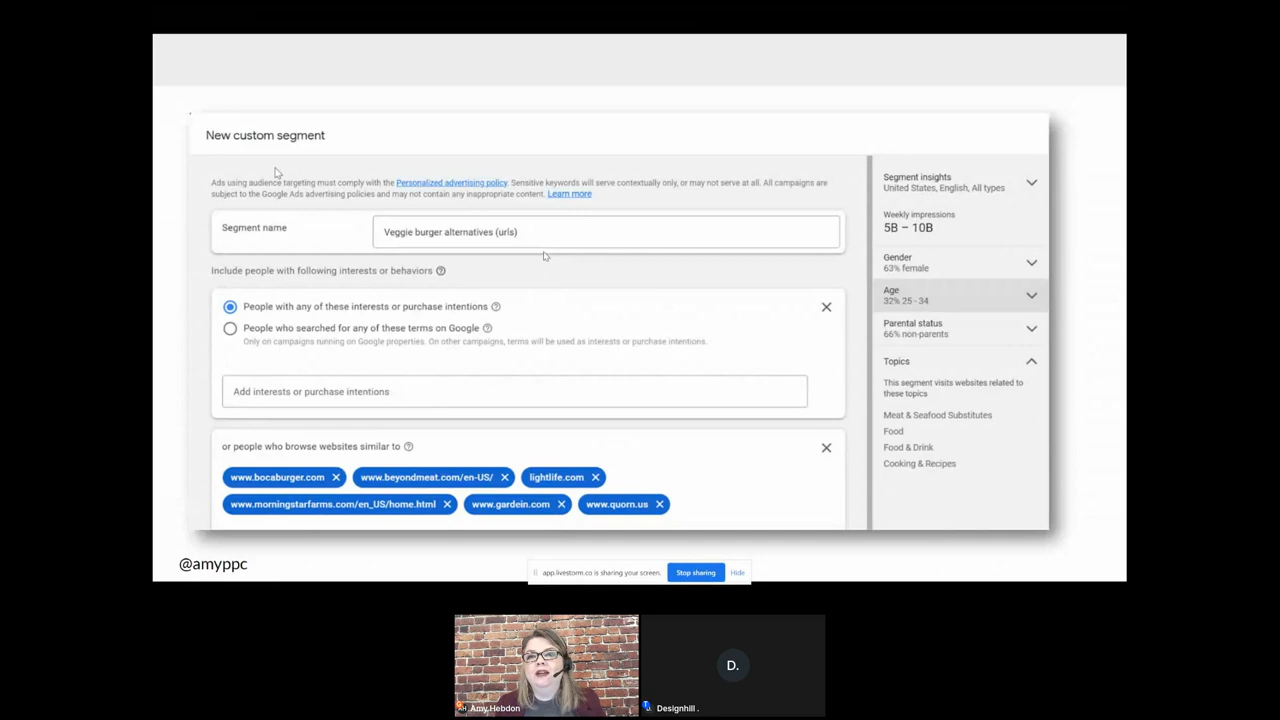 New custom segment
Ads using audience targeting must comply with the Personalized advertising policy. Sensitive keywords will serve contextually only, or may not serve at all. All campaigns are
subject to the Google Ads advertising policies and may not contain any inappropriate content. Learn more
Segment name
Veggie burger alternatives (urls)
Include people with following interests or behaviors
People with any of these interests or purchase intentions
People who searched for any of these terms on Google
Only on campaigns running on Google properties. On other campaigns, terms will be used as interests or purchase intentions.
Add interests or purchase intentions
or people who browse websites similar to
www.bocaburger.com
www.beyondmeat.com/en-US/
lightlife.com
www.morningstarfarms.com/en_US/home.html
www.gardein.com
www.quorn.us
Segment insights
United States, English, All types
Weekly impressions
5B – 10B
Gender
63% female
Age
32% 25 - 34
Parental status
66% non-parents
Topics
This segment visits websites related to
these topics
Meat & Seafood Substitutes
Food
Food & Drink
Cooking & Recipes
@amyppc
app.livestorm.co is sharing your screen.
Stop sharing
Hide
Amy Hebdon
D.
Designhill .